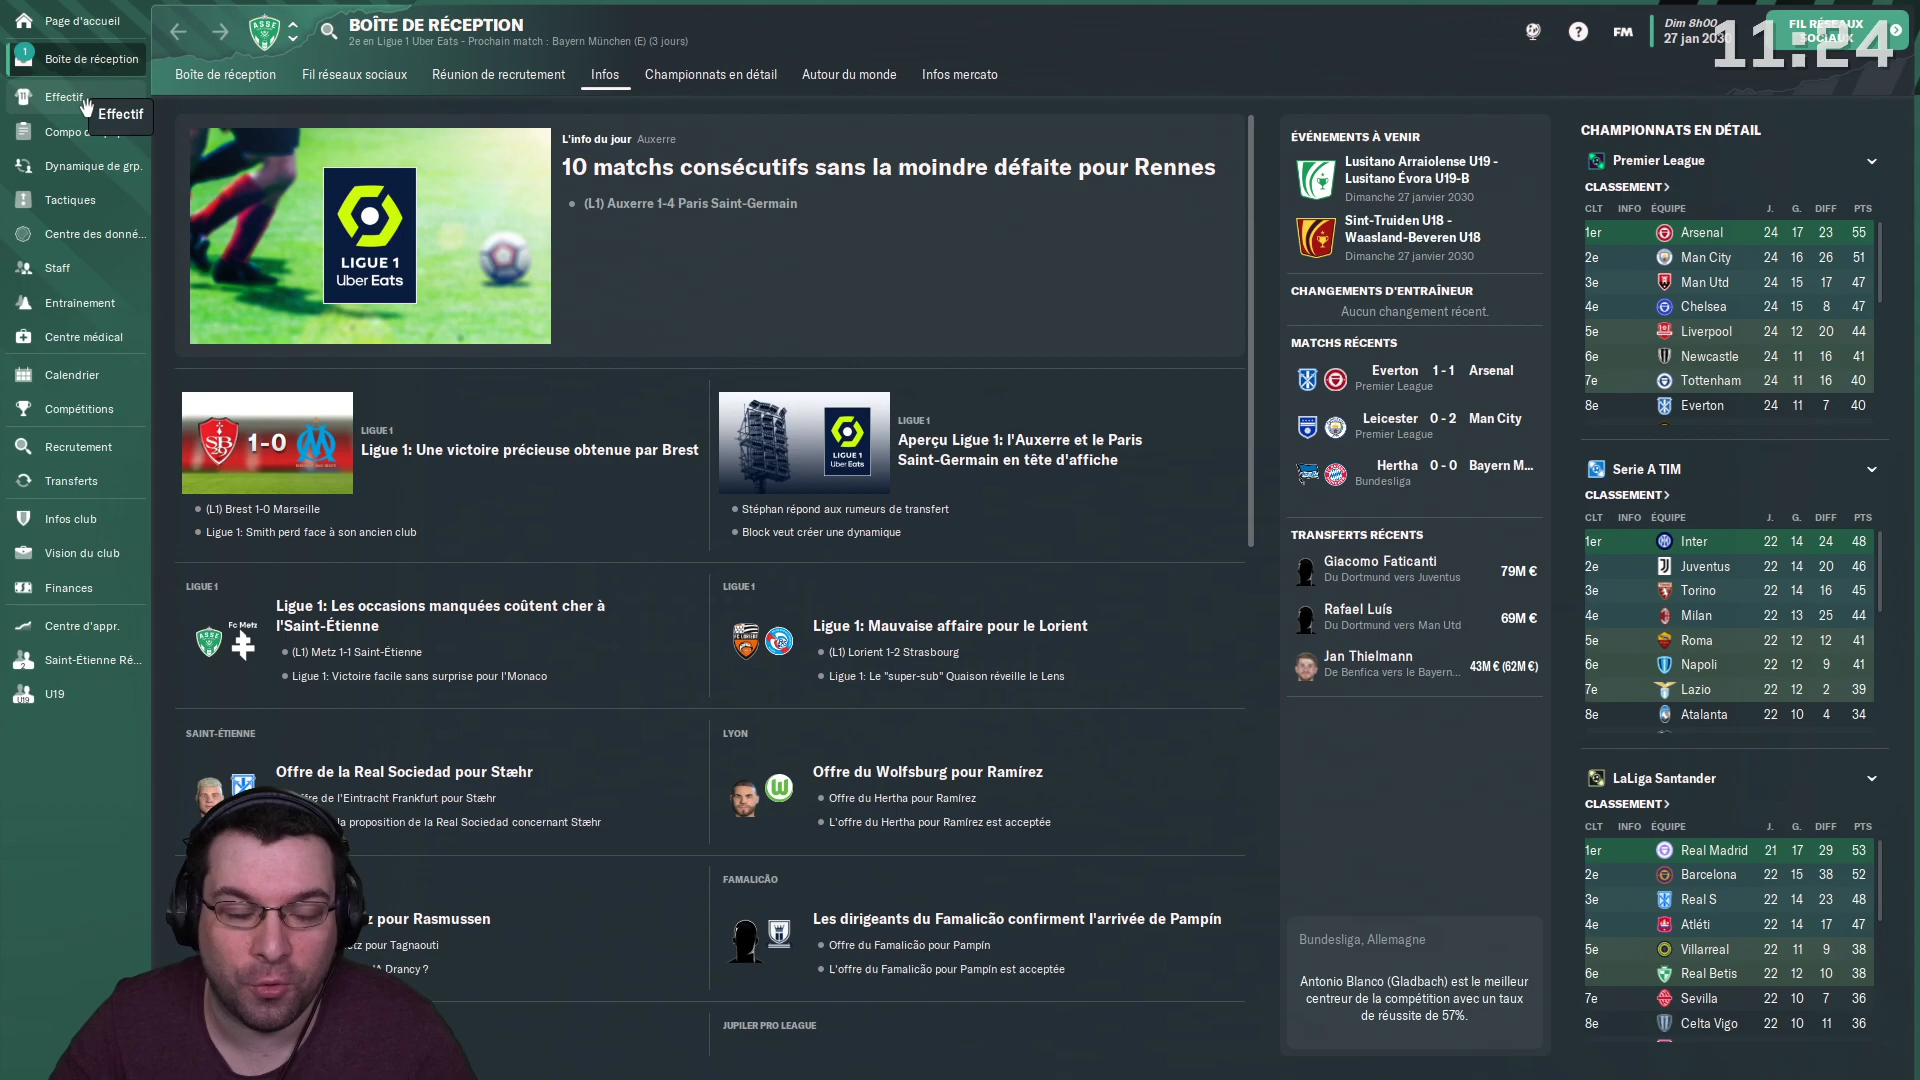 Page d'accueil
1
Boîte de réception
Effectif
Effectif
Compo
Dynamique de grp.
Tactiques
Centre des donné...
Staff
Entraînement
Centre médical
Calendrier
Compétitions
Recrutement
Transferts
Infos club
Vision du club
Finances
Centre d'appr.
Saint-Étienne Ré...
U19
BOÎTE DE RÉCEPTION
2e en Ligue 1 Uber Eats - Prochain match : Bayern München (E) (3 jours)
FM
Dim 8h00
27 jan 2030
FIL RÉSEAUX
SOCIAUX
11:24
Boîte de réception
Fil réseaux sociaux
Réunion de recrutement
Infos
Championnats en détail
Autour du monde
Infos mercato
LIGUE 1
Uber Eats
L'info du jour Auxerre
10 matchs consécutifs sans la moindre défaite pour Rennes
(L1) Auxerre 1-4 Paris Saint-Germain
1-0
LIGUE 1
Ligue 1: Une victoire précieuse obtenue par Brest
(L1) Brest 1-0 Marseille
Ligue 1: Smith perd face à son ancien club
LIGUE 1
Uber Eats
LIGUE 1
Aperçu Ligue 1: l'Auxerre et le Paris
Saint-Germain en tête d'affiche
Stéphan répond aux rumeurs de transfert
Block veut créer une dynamique
LIGUE 1
Fc Metz
Ligue 1: Les occasions manquées coûtent cher à
l'Saint-Étienne
(L1) Metz 1-1 Saint-Étienne
Ligue 1: Victoire facile sans surprise pour l'Monaco
LIGUE 1
Ligue 1: Mauvaise affaire pour le Lorient
(L1) Lorient 1-2 Strasbourg
Ligue 1: Le "super-sub" Quaison réveille le Lens
SAINT-ÉTIENNE
Offre de la Real Sociedad pour Stæhr
ffre de l'Eintracht Frankfurt pour Stæhr
la proposition de la Real Sociedad concernant Stæhr
LYON
Offre du Wolfsburg pour Ramírez
Offre du Hertha pour Ramírez
L'offre du Hertha pour Ramírez est acceptée
z pour Rasmussen
etz pour Tagnaouti
'A Drancy ?
FAMALICÃO
Les dirigeants du Famalicão confirment l'arrivée de Pampín
Offre du Famalicão pour Pampín
L'offre du Famalicão pour Pampín est acceptée
JUPILER PRO LEAGUE
ÉVÉNEMENTS À VENIR
Lusitano Arraiolense U19 -
Lusitano Évora U19-B
Dimanche 27 janvier 2030
Sint-Truiden U18 -
Waasland-Beveren U18
Dimanche 27 janvier 2030
CHANGEMENTS D'ENTRAÎNEUR
Aucun changement récent.
MATCHS RÉCENTS
Everton 1 - 1 Arsenal
Premier League
Leicester 0 - 2 Man City
Premier League
Hertha 0 - 0 Bayern M...
Bundesliga
TRANSFERTS RÉCENTS
Giacomo Faticanti
Du Dortmund vers Juventus
79M €
Rafael Luís
Du Dortmund vers Man Utd
69M €
Jan Thielmann
De Benfica vers le Bayern...
43M € (62M €)
Bundesliga, Allemagne
Antonio Blanco (Gladbach) est le meilleur
centreur de la compétition avec un taux
de réussite de 57%.
CHAMPIONNATS EN DÉTAIL
Premier League
CLASSEMENT
CLT INFO ÉQUIPE J. G. DIFF PTS
1er Arsenal 24 17 23 55
2e Man City 24 16 26 51
3e Man Utd 24 15 17 47
4e Chelsea 24 15 8 47
5e Liverpool 24 12 20 44
6e Newcastle 24 11 16 41
7e Tottenham 24 11 16 40
8e Everton 24 11 7 40
Serie A TIM
CLASSEMENT
CLT INFO ÉQUIPE J. G. DIFF PTS
1er Inter 22 14 24 48
2e Juventus 22 14 20 46
3e Torino 22 14 16 45
4e Milan 22 13 25 44
5e Roma 22 12 12 41
6e Napoli 22 12 9 41
7e Lazio 22 12 2 39
8e Atalanta 22 10 4 34
LaLiga Santander
CLASSEMENT
CLT INFO ÉQUIPE J. G. DIFF PTS
1er Real Madrid 21 17 29 53
2e Barcelona 22 15 38 52
3e Real S 22 14 23 48
4e Atléti 22 14 17 47
5e Villarreal 22 11 9 38
6e Real Betis 22 12 10 38
7e Sevilla 22 10 7 36
8e Celta Vigo 22 10 11 36